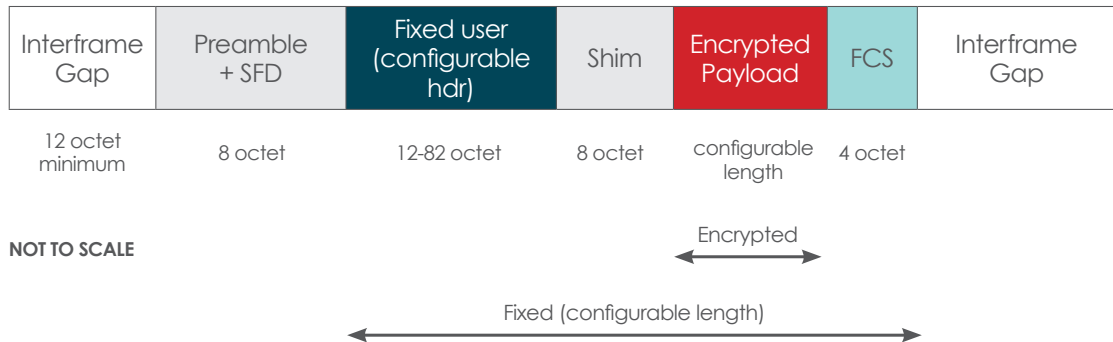 Interframe
Gap
Preamble
+ SFD
Fixed user
(configurable
hdr)
Shim
Encrypted
Payload
FCS
Interframe
Gap
12 octet
minimum
8 octet
12-82 octet
8 octet
configurable
length
4 octet
NOT TO SCALE
Encrypted
Fixed (configurable length)